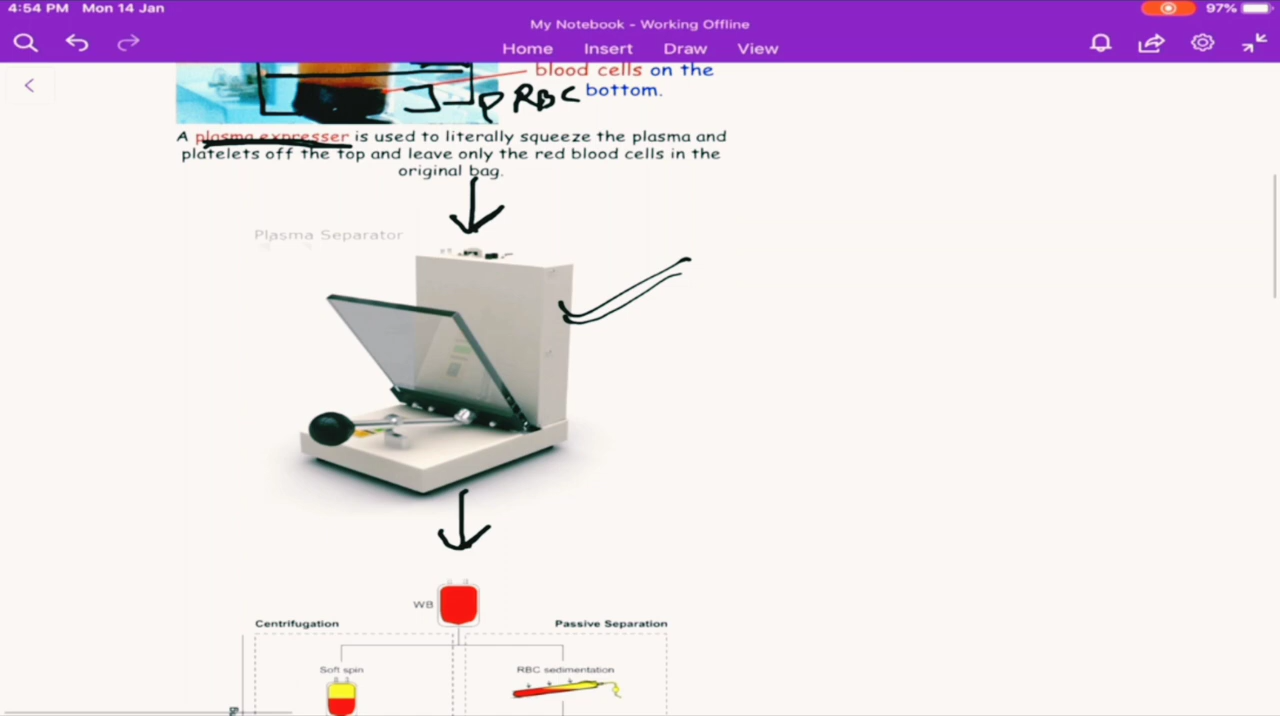 4:54 PM Mon 14 Jan
97%
My Notebook - Working Offline
Home Insert Draw View
blood cells on the
bottom.
pRBC
A plasma expresser is used to literally squeeze the plasma and
platelets off the top and leave only the red blood cells in the
original bag.
Plasma Separator
WB
Centrifugation Passive Separation
Soft spin RBC sedimentation